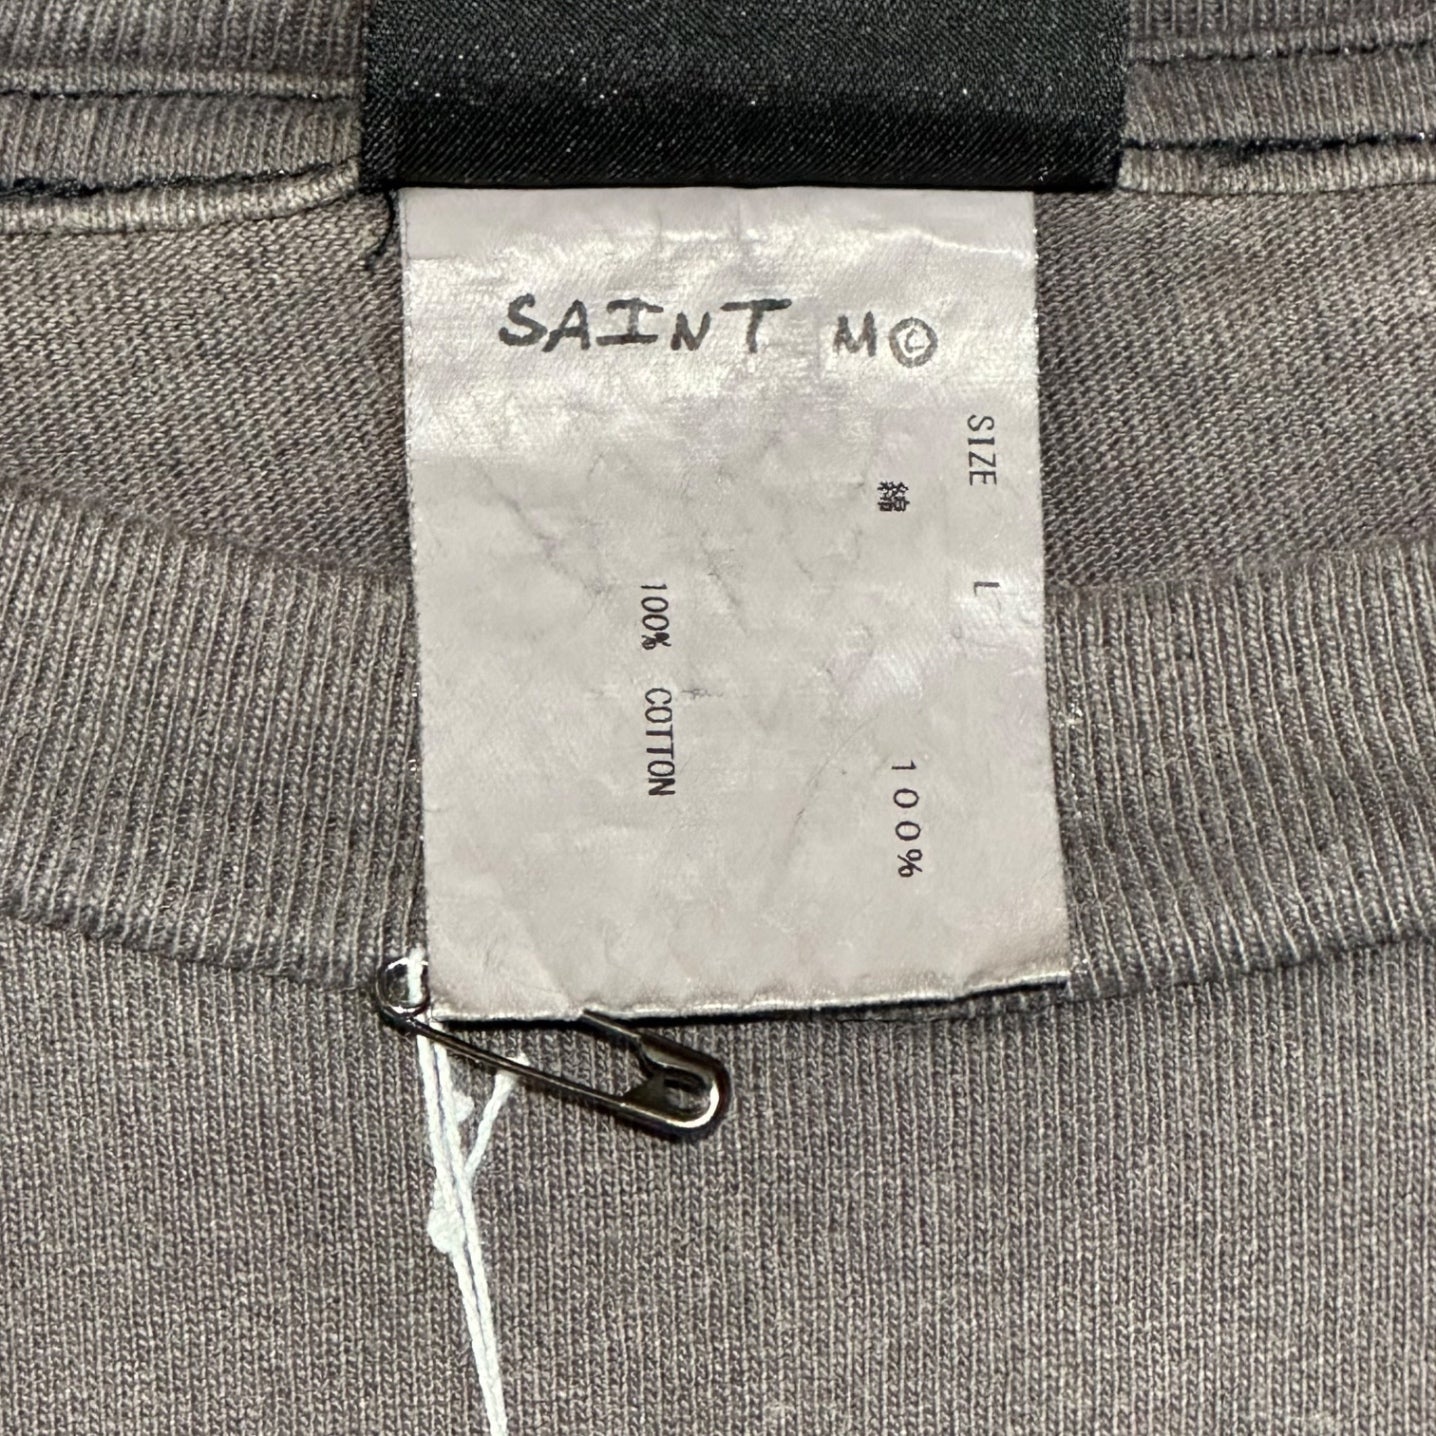 SAINT M©
SIZE L
綿 100%
100% COTTON